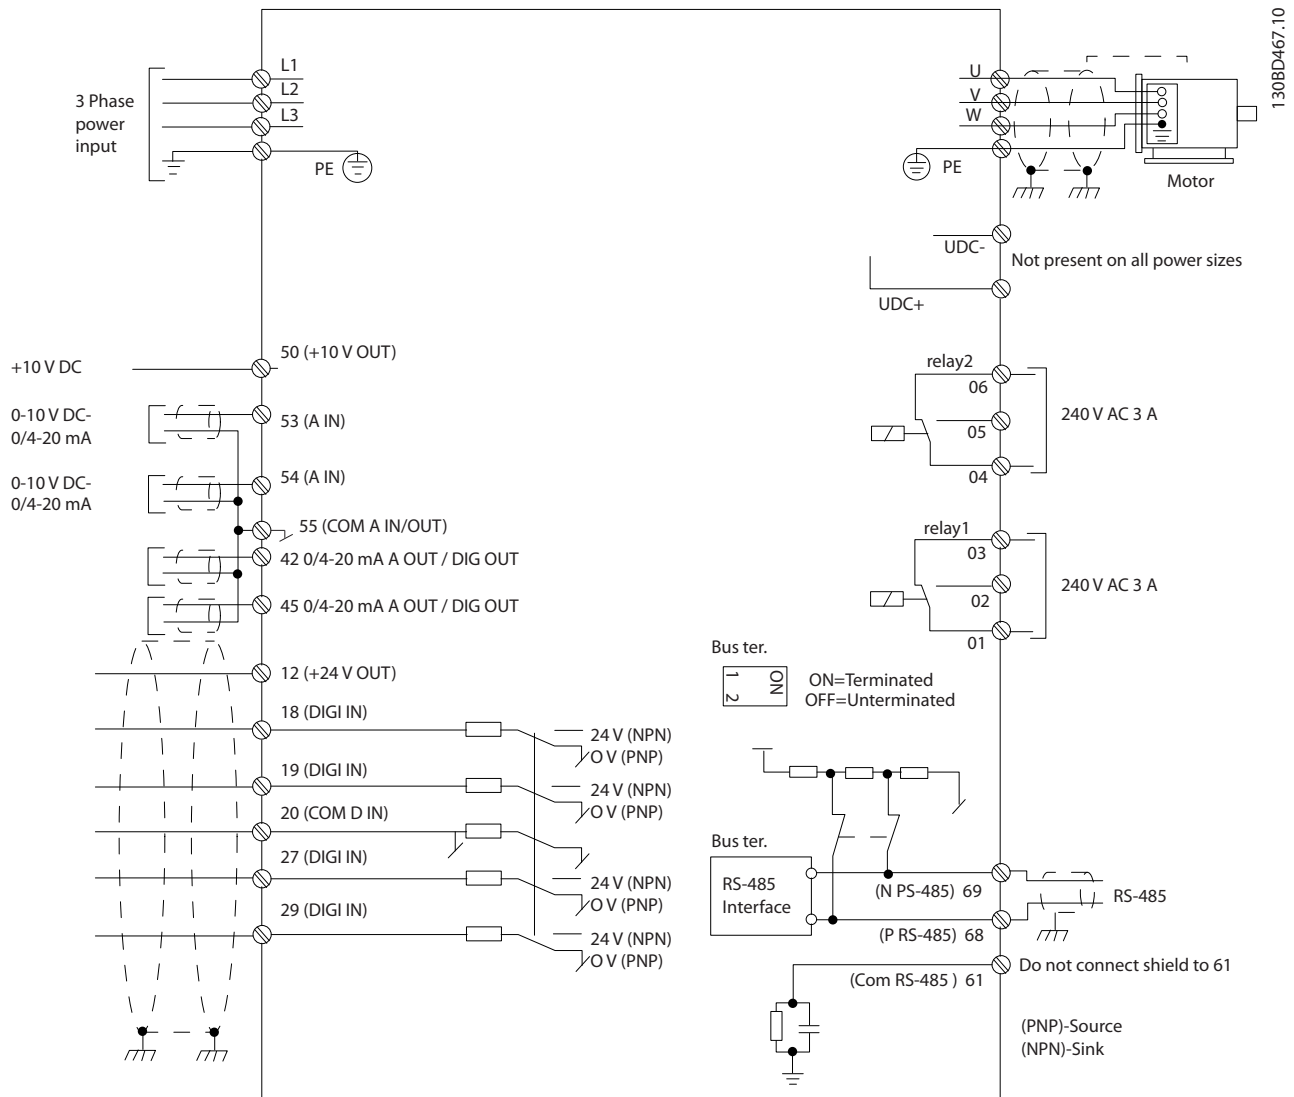 130BD467.10
3 Phase
power
input
L1
L2
L3
PE
U
V
W
PE
Motor
UDC-
Not present on all power sizes
UDC+
+10 V DC
50 (+10 V OUT)
0-10 V DC-
0/4-20 mA
53 (A IN)
0-10 V DC-
0/4-20 mA
54 (A IN)
55 (COM A IN/OUT)
42 0/4-20 mA A OUT / DIG OUT
45 0/4-20 mA A OUT / DIG OUT
12 (+24 V OUT)
18 (DIGI IN)
24 V (NPN)
O V (PNP)
19 (DIGI IN)
24 V (NPN)
O V (PNP)
20 (COM D IN)
27 (DIGI IN)
24 V (NPN)
O V (PNP)
29 (DIGI IN)
24 V (NPN)
O V (PNP)
relay2
06
05
04
240 V AC 3 A
relay1
03
02
01
240 V AC 3 A
Bus ter.
1
2
ON
ON=Terminated
OFF=Unterminated
Bus ter.
RS-485
Interface
(N PS-485) 69
RS-485
(P RS-485) 68
(Com RS-485 ) 61
Do not connect shield to 61
(PNP)-Source
(NPN)-Sink